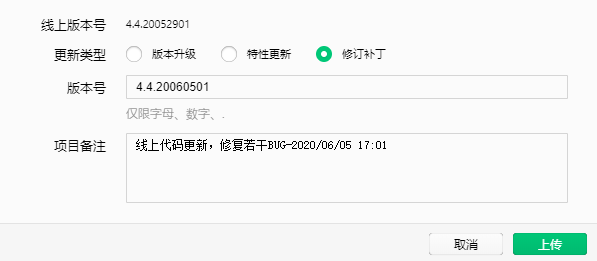 线上版本号 4.4.20052901
更新类型 版本升级 特性更新 修订补丁
版本号 4.4.20060501
仅限字母、数字、.
项目备注 线上代码更新，修复若干BUG-2020/06/05 17:01
取消 上传